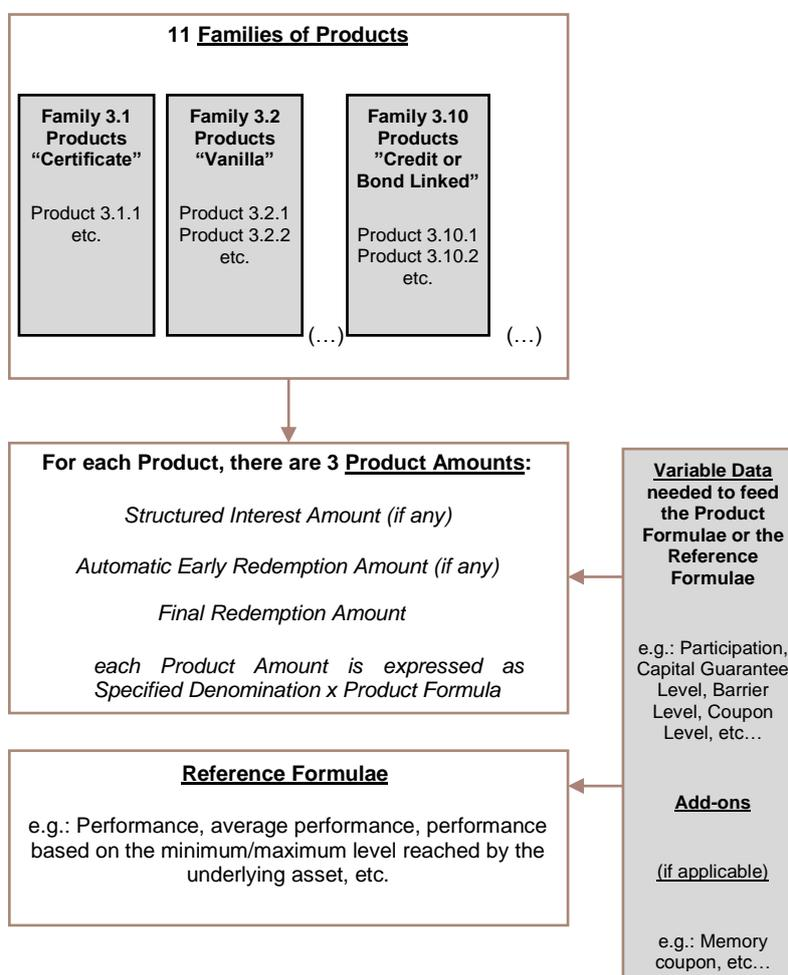 11 Families of Products
Family 3.1
Products
“Certificate”
Product 3.1.1
etc.
Family 3.2
Products
“Vanilla”
Product 3.2.1
Product 3.2.2
etc.
(…)
Family 3.10
Products
”Credit or
Bond Linked”
Product 3.10.1
Product 3.10.2
etc.
(…)
For each Product, there are 3 Product Amounts:
Structured Interest Amount (if any)
Automatic Early Redemption Amount (if any)
Final Redemption Amount
each Product Amount is expressed as
Specified Denomination x Product Formula
Reference Formulae
e.g.: Performance, average performance, performance
based on the minimum/maximum level reached by the
underlying asset, etc.
Variable Data
needed to feed
the Product
Formulae or the
Reference
Formulae
e.g.: Participation,
Capital Guarantee
Level, Barrier
Level, Coupon
Level, etc…
Add-ons
(if applicable)
e.g.: Memory
coupon, etc…